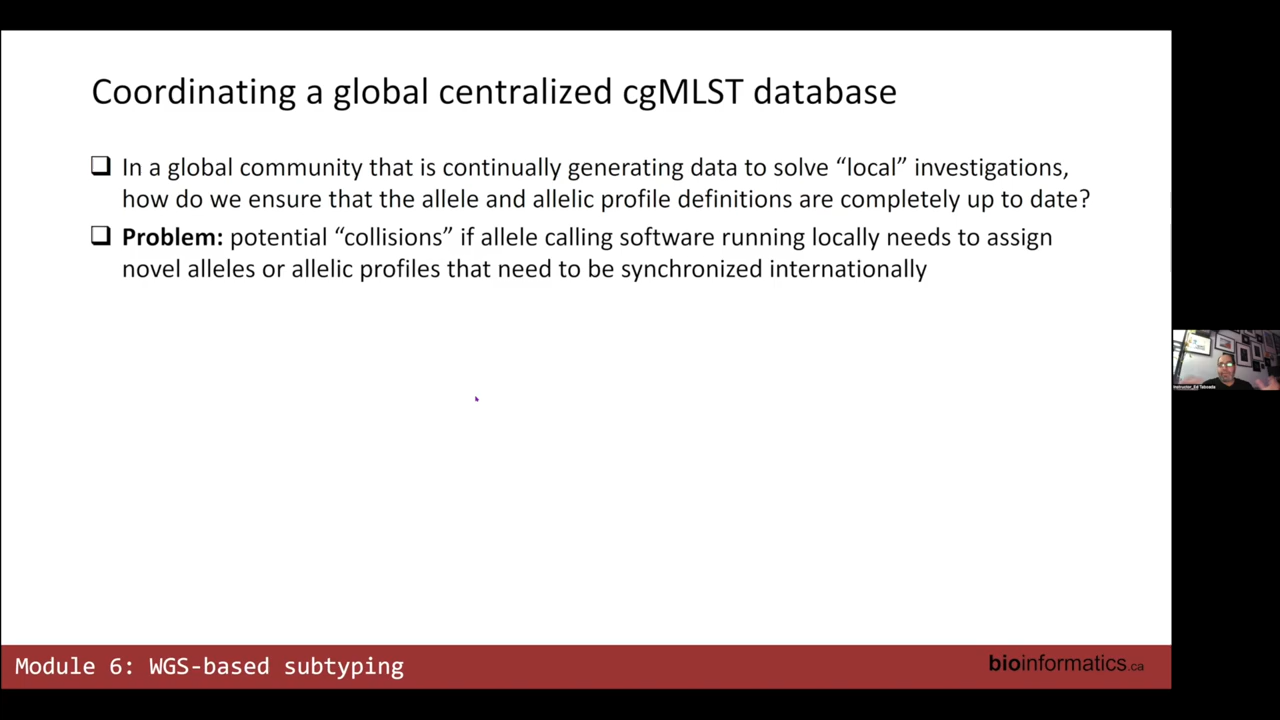 Coordinating a global centralized cgMLST database
❑ In a global community that is continually generating data to solve “local” investigations,
how do we ensure that the allele and allelic profile definitions are completely up to date?
❑ Problem: potential “collisions” if allele calling software running locally needs to assign
novel alleles or allelic profiles that need to be synchronized internationally
Instructor_Ed Taboada
Module 6: WGS-based subtyping
bioinformatics.ca